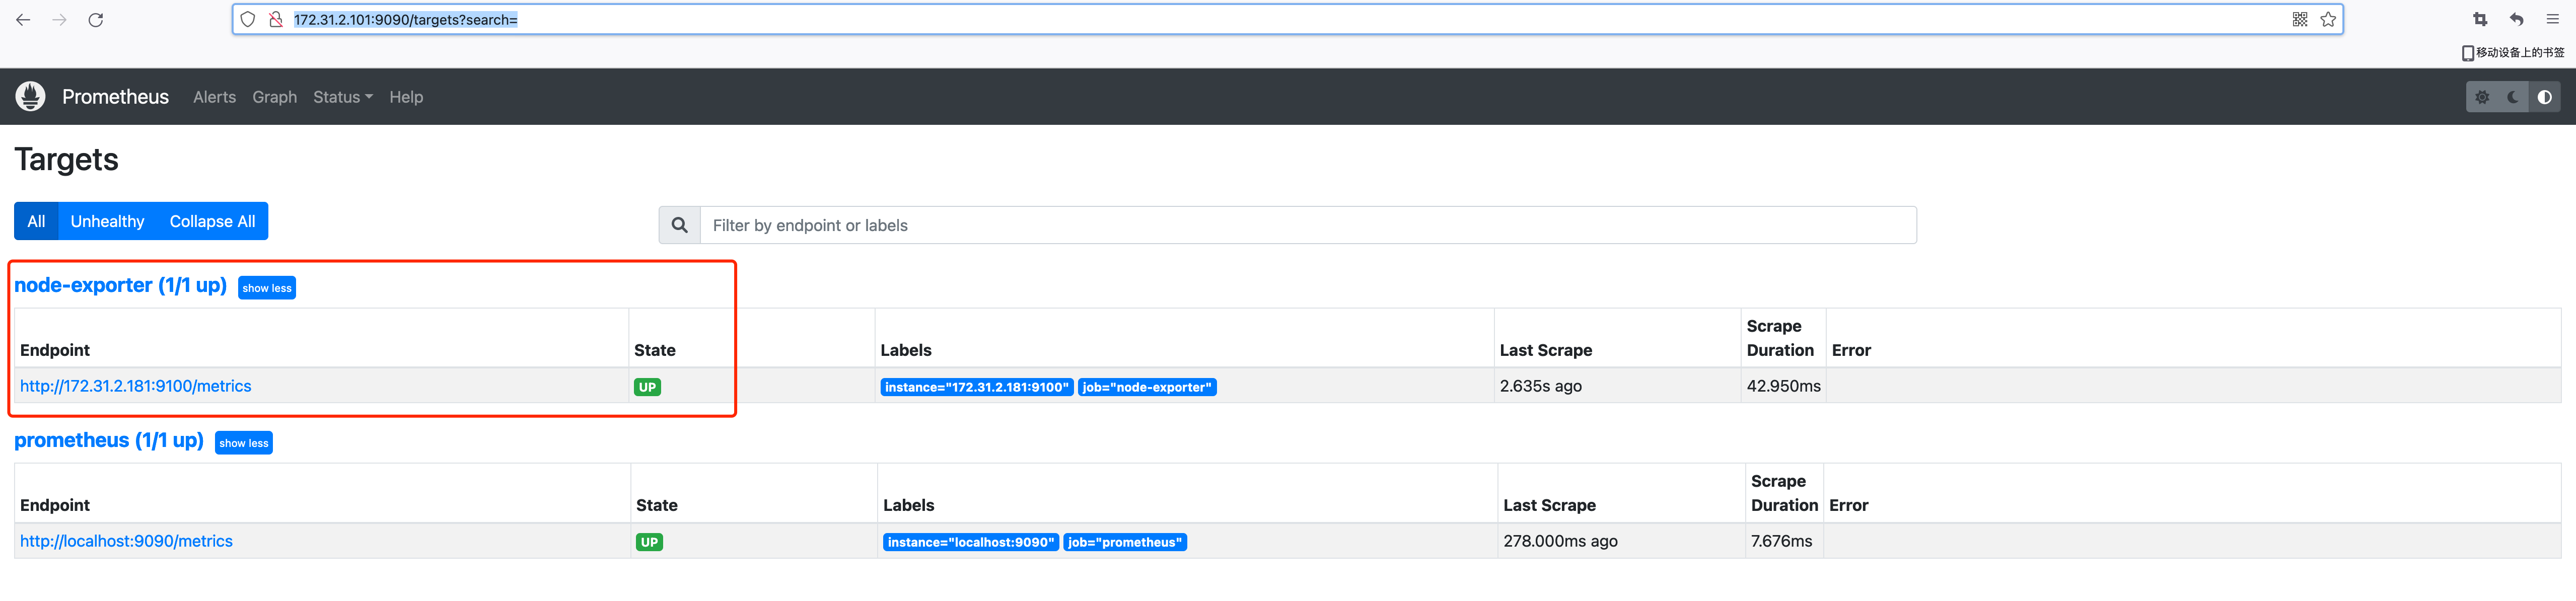 172.31.2.101:9090/targets?search=
移动设备上的书签
Prometheus Alerts Graph Status Help
Targets
All Unhealthy Collapse All Filter by endpoint or labels
node-exporter (1/1 up) show less
Endpoint State Labels Last Scrape Scrape Duration Error
http://172.31.2.181:9100/metrics UP instance="172.31.2.181:9100" job="node-exporter" 2.635s ago 42.950ms
prometheus (1/1 up) show less
Endpoint State Labels Last Scrape Scrape Duration Error
http://localhost:9090/metrics UP instance="localhost:9090" job="prometheus" 278.000ms ago 7.676ms